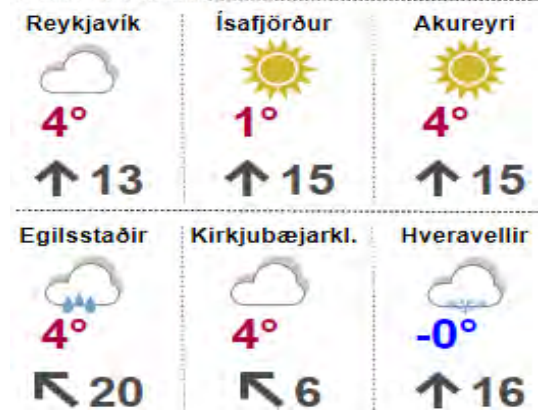 Reykjavík Ísafjörður Akureyri
4° 1° 4°
13 15 15
Egilsstaðir Kirkjubæjarkl. Hveravellir
4° 4° -0°
20 6 16